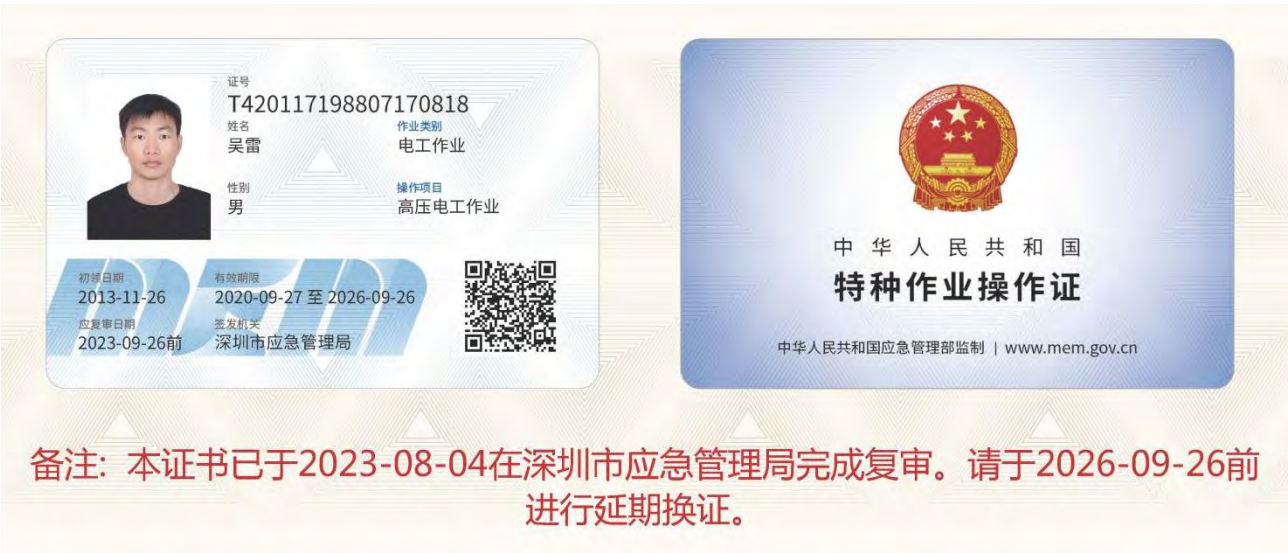 证号
T420117198807170818
姓名 作业类别
吴雷 电工作业
性别 操作项目
男 高压电工作业
初领日期 有效期限
2013-11-26 2020-09-27 至 2026-09-26
应复审日期 签发机关
2023-09-26前 深圳市应急管理局
中华人民共和国
特种作业操作证
中华人民共和国应急管理部监制 | www.mem.gov.cn
备注: 本证书已于2023-08-04在深圳市应急管理局完成复审。请于2026-09-26前
进行延期换证。